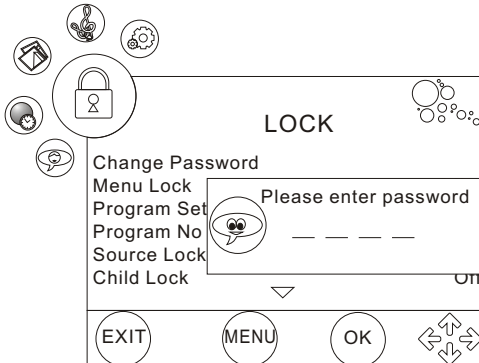 LOCK
Change Password
Menu Lock
Program Set
Program No
Source Lock
Child Lock
Please enter password
EXIT
MENU
OK